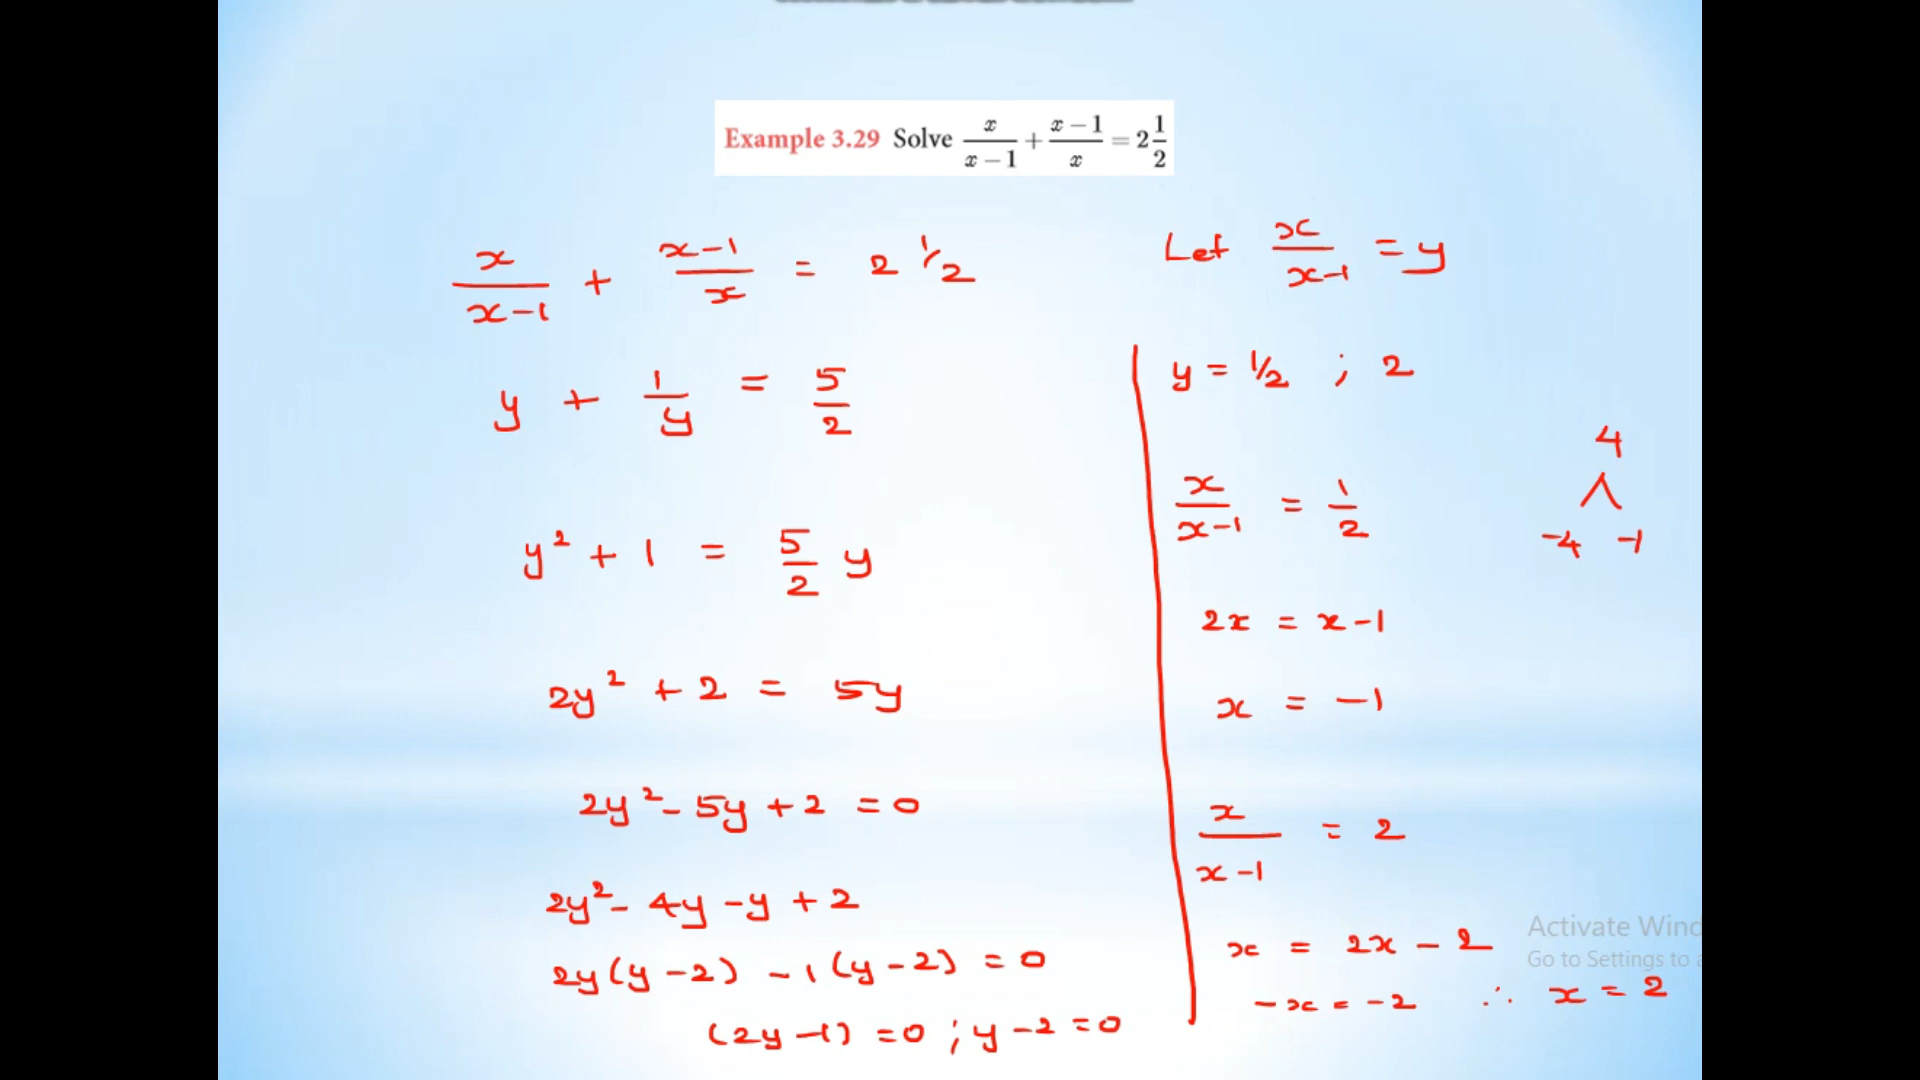 Example 3.29 Solve x/(x − 1) + (x − 1)/x = 2 1/2
x/(x-1) + (x-1)/x = 2 1/2
y + 1/y = 5/2
y² + 1 = 5/2 y
2y² + 2 = 5y
2y² - 5y + 2 = 0
2y² - 4y - y + 2
2y(y-2) -1(y-2) = 0
(2y-1) = 0 ; y-2 = 0
Let x/(x-1) = y
y = 1/2 ; 2
4
-4 -1
x/(x-1) = 1/2
2x = x-1
x = -1
x/(x-1) = 2
x = 2x - 2
-x = -2 ∴ x = 2
Activate Wind
Go to Settings to a